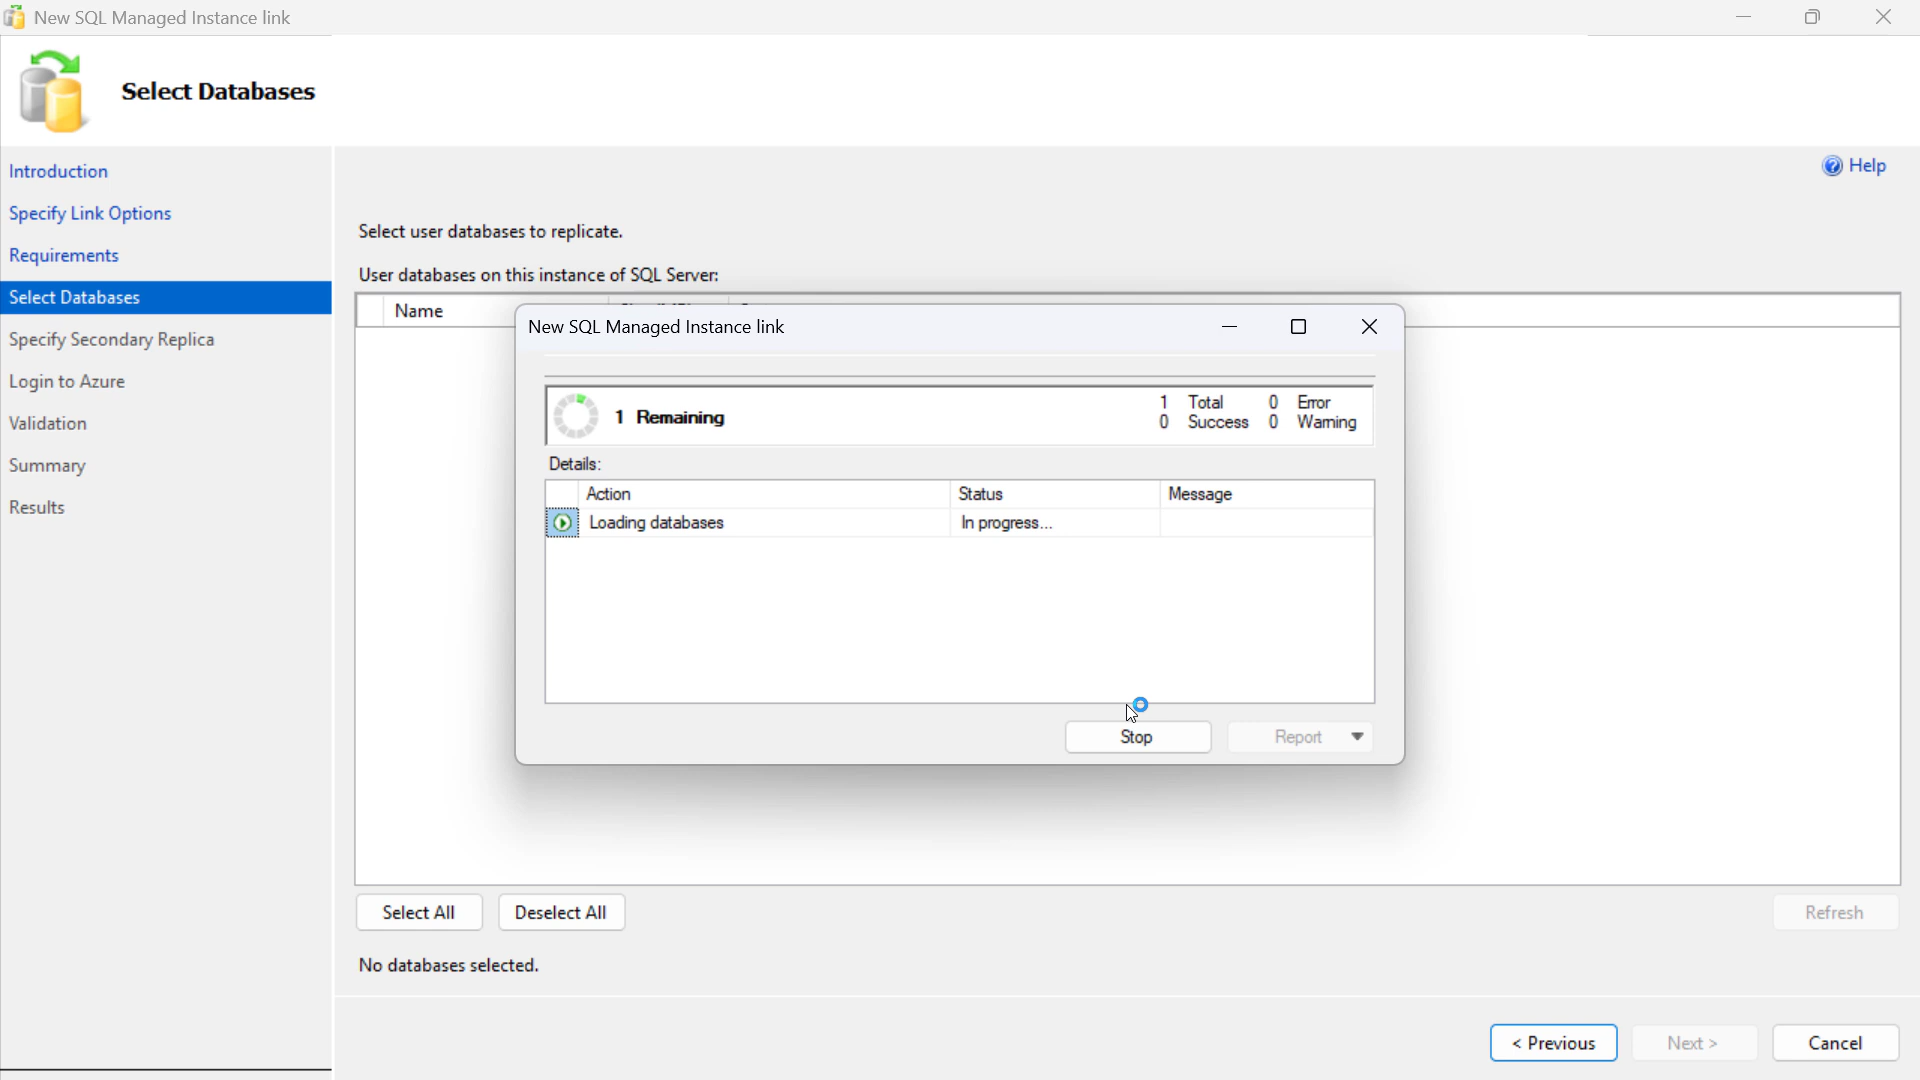 New SQL Managed Instance link
Select Databases
Introduction
Specify Link Options
Requirements
Select Databases
Specify Secondary Replica
Login to Azure
Validation
Summary
Results
Help
Select user databases to replicate.
User databases on this instance of SQL Server:
Name
New SQL Managed Instance link
1 Remaining
1 Total 0 Error
0 Success 0 Warning
Details:
Action Status Message
Loading databases In progress...
Stop Report
Select All Deselect All Refresh
No databases selected.
< Previous Next > Cancel